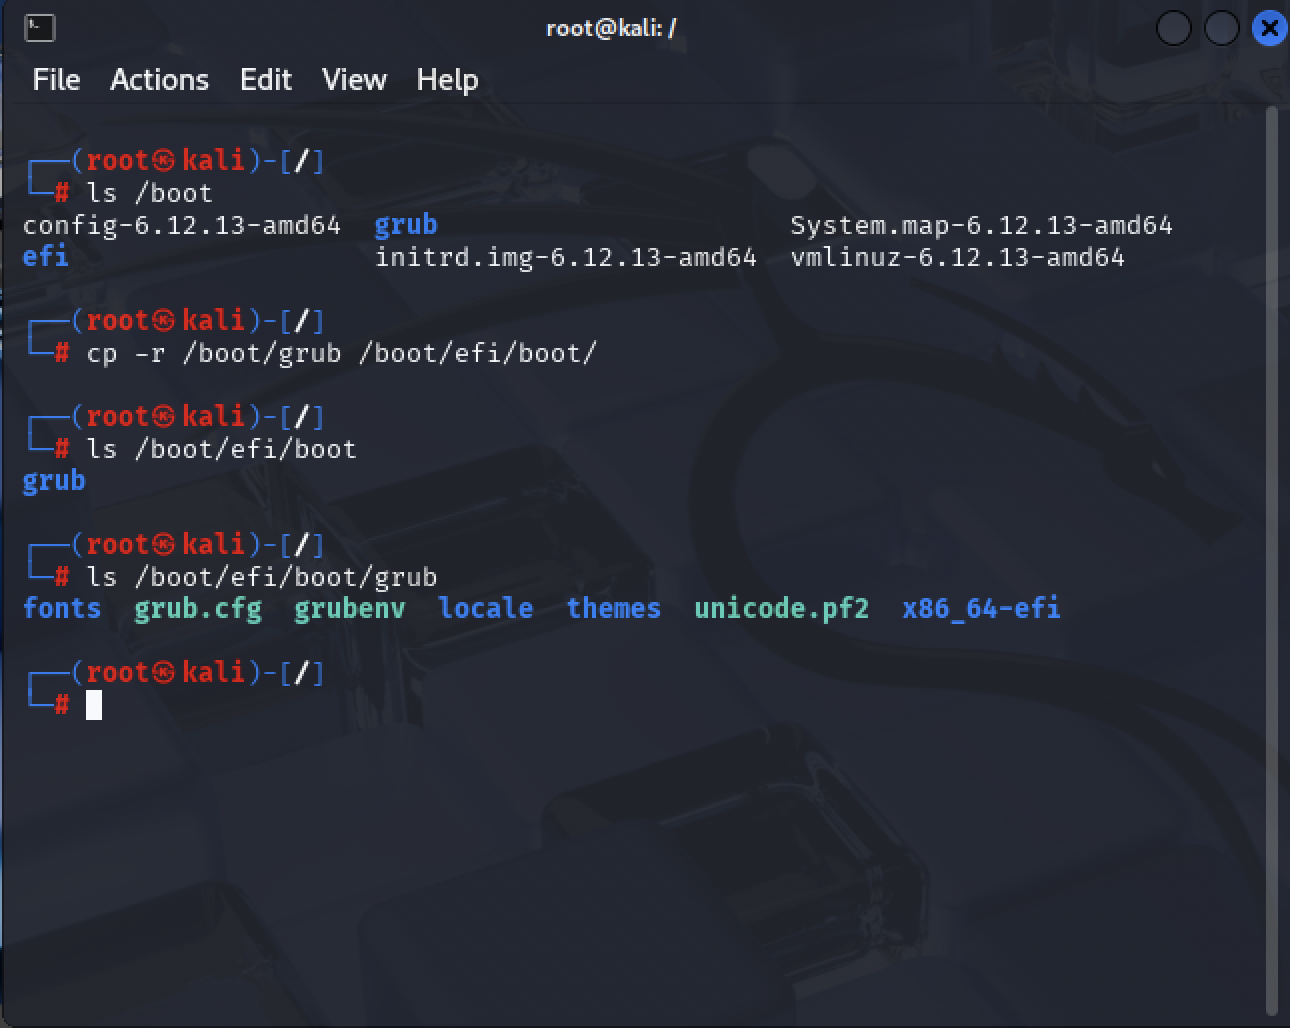 root@kali: /
File Actions Edit View Help
┌──(root㉿kali)-[/]
└─# ls /boot
config-6.12.13-amd64 grub System.map-6.12.13-amd64
efi initrd.img-6.12.13-amd64 vmlinuz-6.12.13-amd64
┌──(root㉿kali)-[/]
└─# cp -r /boot/grub /boot/efi/boot/
┌──(root㉿kali)-[/]
└─# ls /boot/efi/boot
grub
┌──(root㉿kali)-[/]
└─# ls /boot/efi/boot/grub
fonts grub.cfg grubenv locale themes unicode.pf2 x86_64-efi
┌──(root㉿kali)-[/]
└─#